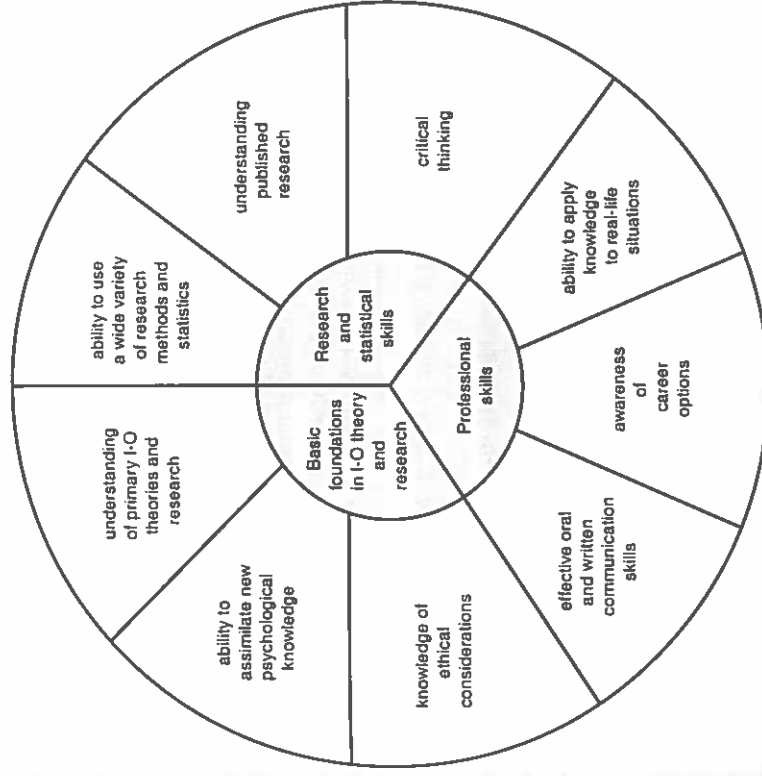 Research
and
statistical
skills
ability to use
a wide variety
of research
methods and
statistics
understanding
published
research
critical
thinking
Professional
skills
ability to apply
knowledge
to real-life
situations
awareness
of
career
options
effective oral
and written
communication
skills
Basic
foundations
in I-O theory
and
research
knowledge of
ethical
considerations
ability to
assimilate new
psychological
knowledge
understanding
of primary I-O
theories and
research